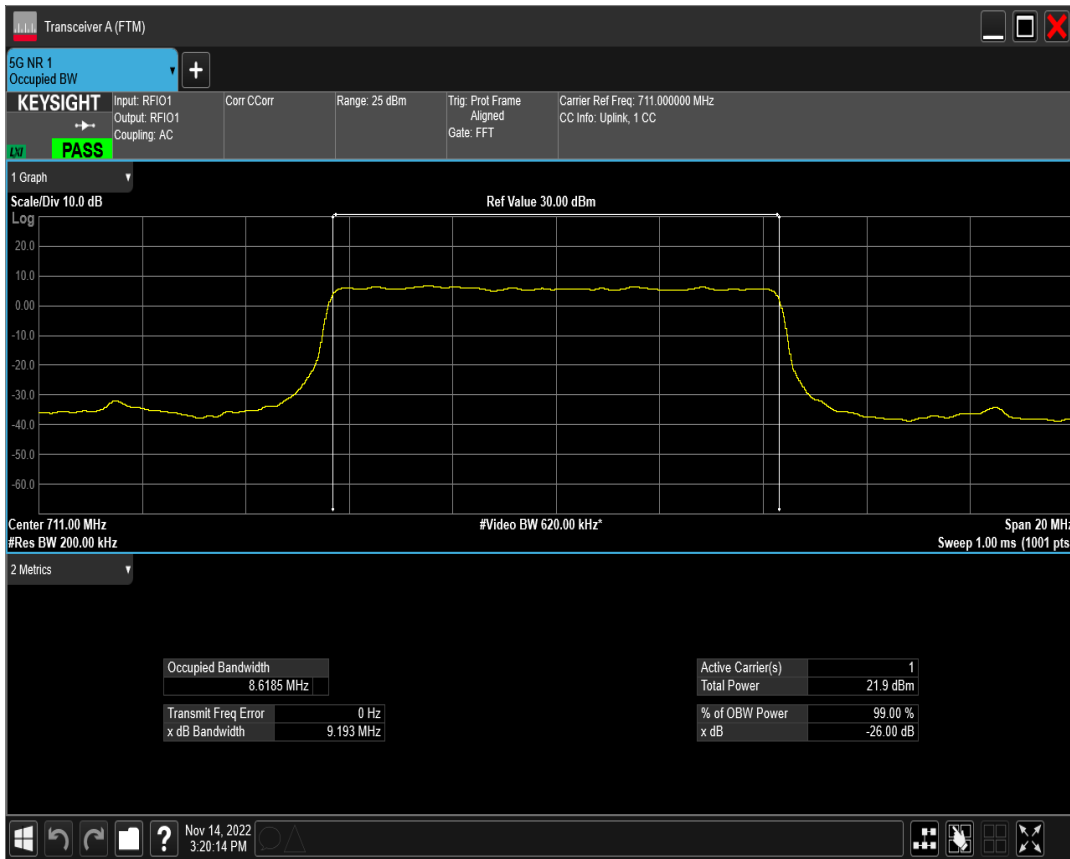 Transceiver A (FTM)
5G NR 1
Occupied BW
KEYSIGHT
LXI
PASS
Input: RFIO1
Output: RFIO1
Coupling: AC
Corr CCorr
Range: 25 dBm
Trig: Prot Frame
Aligned
Gate: FFT
Carrier Ref Freq: 711.000000 MHz
CC Info: Uplink, 1 CC
1 Graph
Scale/Div 10.0 dB
Ref Value 30.00 dBm
Log
20.0
10.0
0.00
-10.0
-20.0
-30.0
-40.0
-50.0
-60.0
Center 711.00 MHz
#Video BW 620.00 kHz*
Span 20 MHz
#Res BW 200.00 kHz
Sweep 1.00 ms (1001 pts
2 Metrics
Occupied Bandwidth
8.6185 MHz
Transmit Freq Error 0 Hz
x dB Bandwidth 9.193 MHz
Active Carrier(s) 1
Total Power 21.9 dBm
% of OBW Power 99.00 %
x dB -26.00 dB
?
Nov 14, 2022
3:20:14 PM